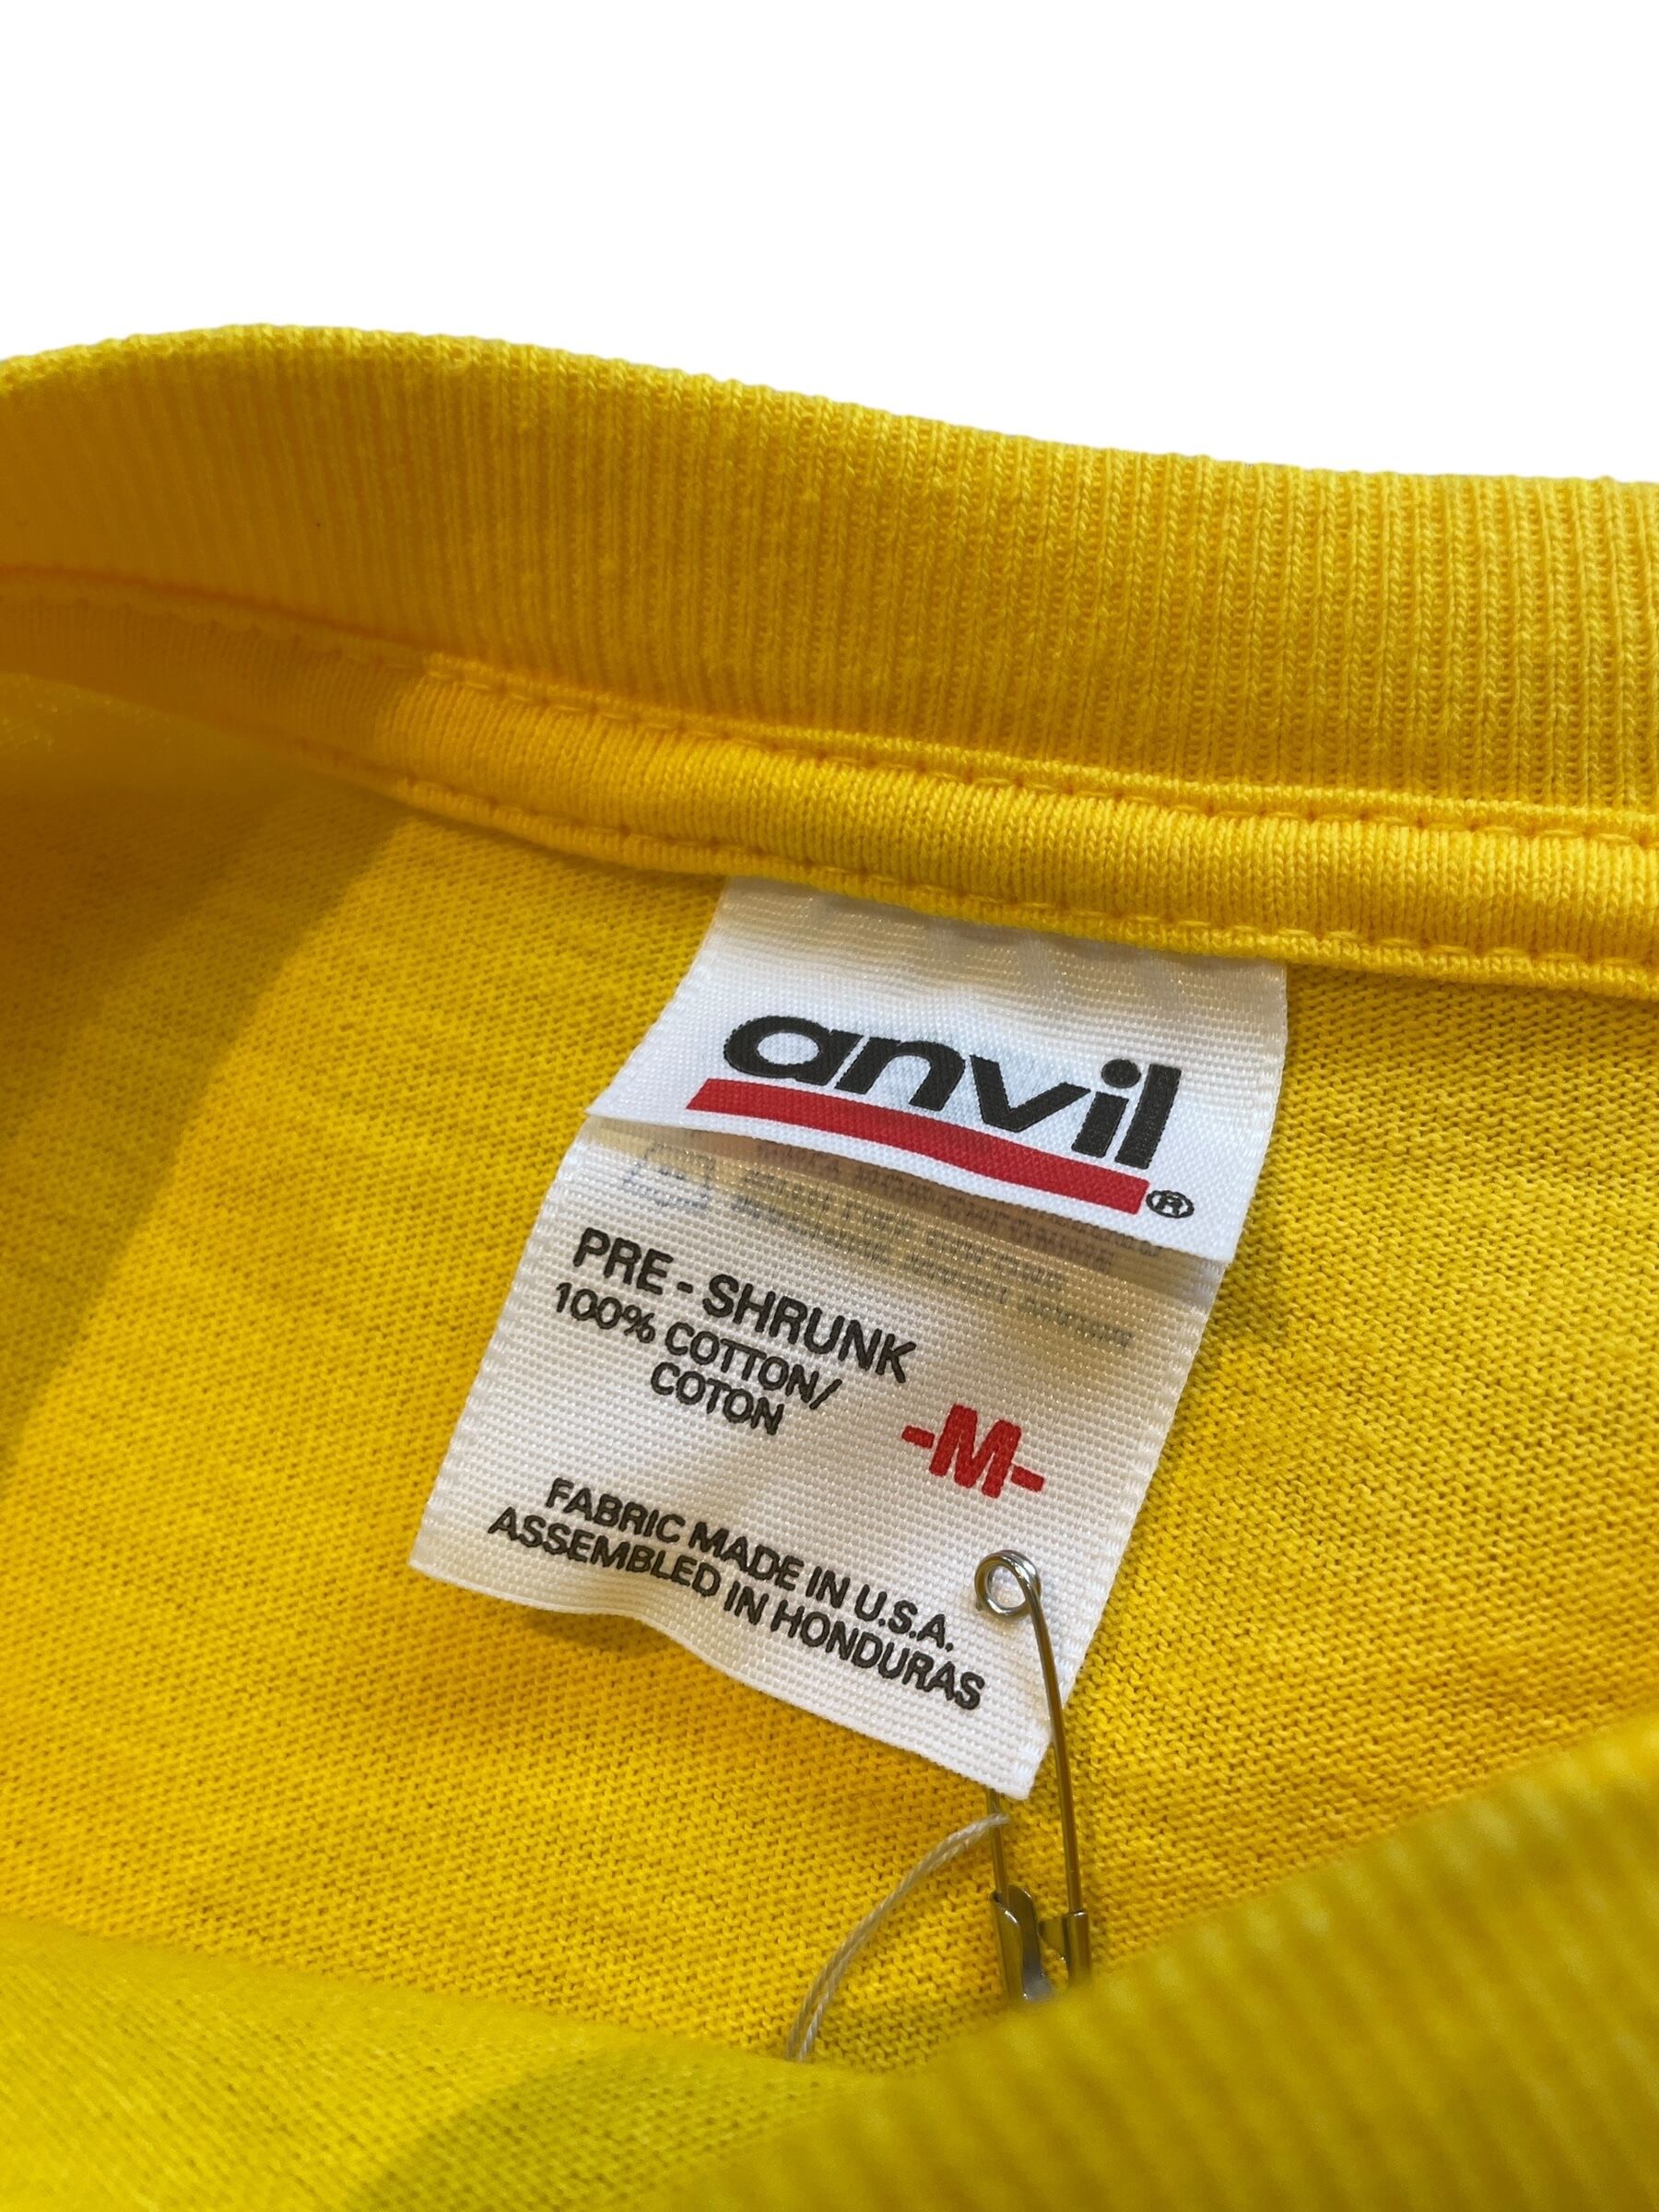 anvil
®
PRE - SHRUNK
100% COTTON/
COTON
-M-
FABRIC MADE IN U.S.A.
ASSEMBLED IN HONDURAS